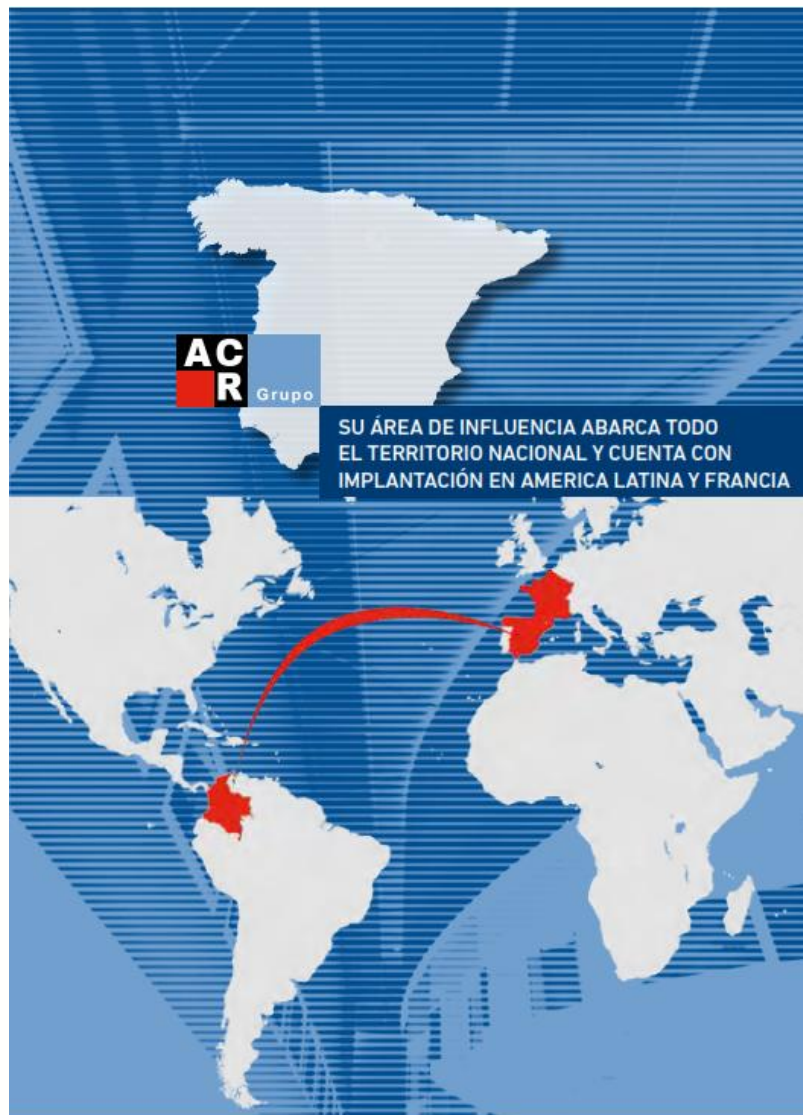 AC
R Grupo
SU ÁREA DE INFLUENCIA ABARCA TODO
EL TERRITORIO NACIONAL Y CUENTA CON
IMPLANTACIÓN EN AMERICA LATINA Y FRANCIA